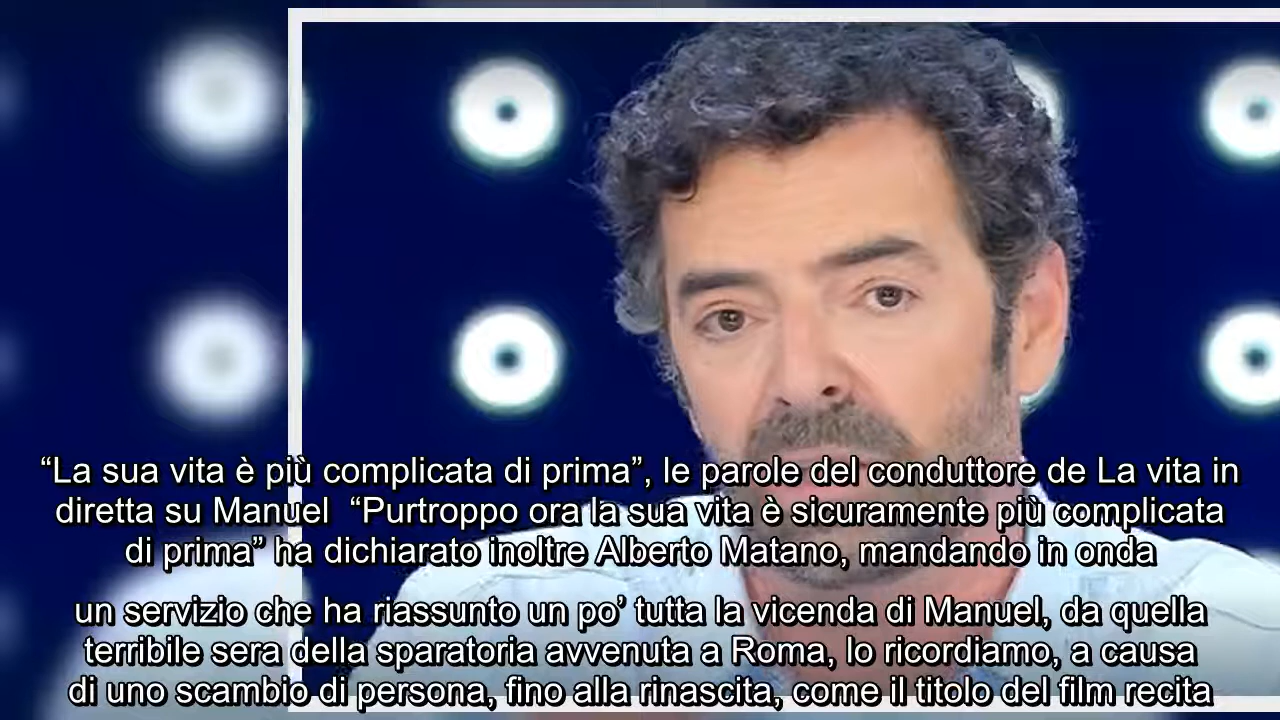 “La sua vita è più complicata di prima”, le parole del conduttore de La vita in
diretta su Manuel “Purtroppo ora la sua vita è sicuramente più complicata
di prima” ha dichiarato inoltre Alberto Matano, mandando in onda
un servizio che ha riassunto un po’ tutta la vicenda di Manuel, da quella
terribile sera della sparatoria avvenuta a Roma, lo ricordiamo, a causa
di uno scambio di persona, fino alla rinascita, come il titolo del film recita